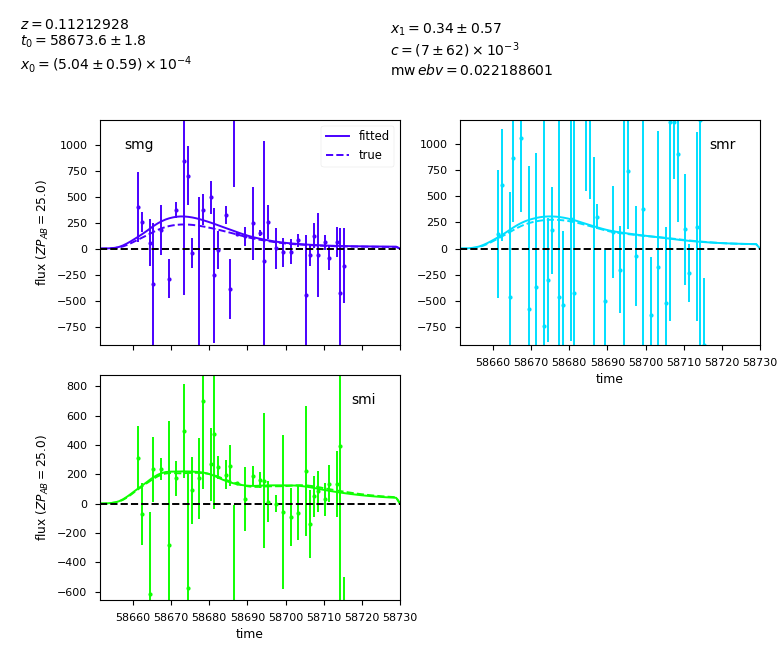 z = 0.11212928
t₀ = 58673.6 ± 1.8
x₀ = (5.04 ± 0.59) × 10⁻⁴
x₁ = 0.34 ± 0.57
c = (7 ± 62) × 10⁻³
mw ebv = 0.022188601
smg
fitted
true
1000
750
500
250
0
−250
−500
−750
flux (ZP_AB = 25.0)
smr
1000
750
500
250
0
−250
−500
−750
58660 58670 58680 58690 58700 58710 58720 58730
time
smi
800
600
400
200
0
−200
−400
−600
flux (ZP_AB = 25.0)
58660 58670 58680 58690 58700 58710 58720 58730
time